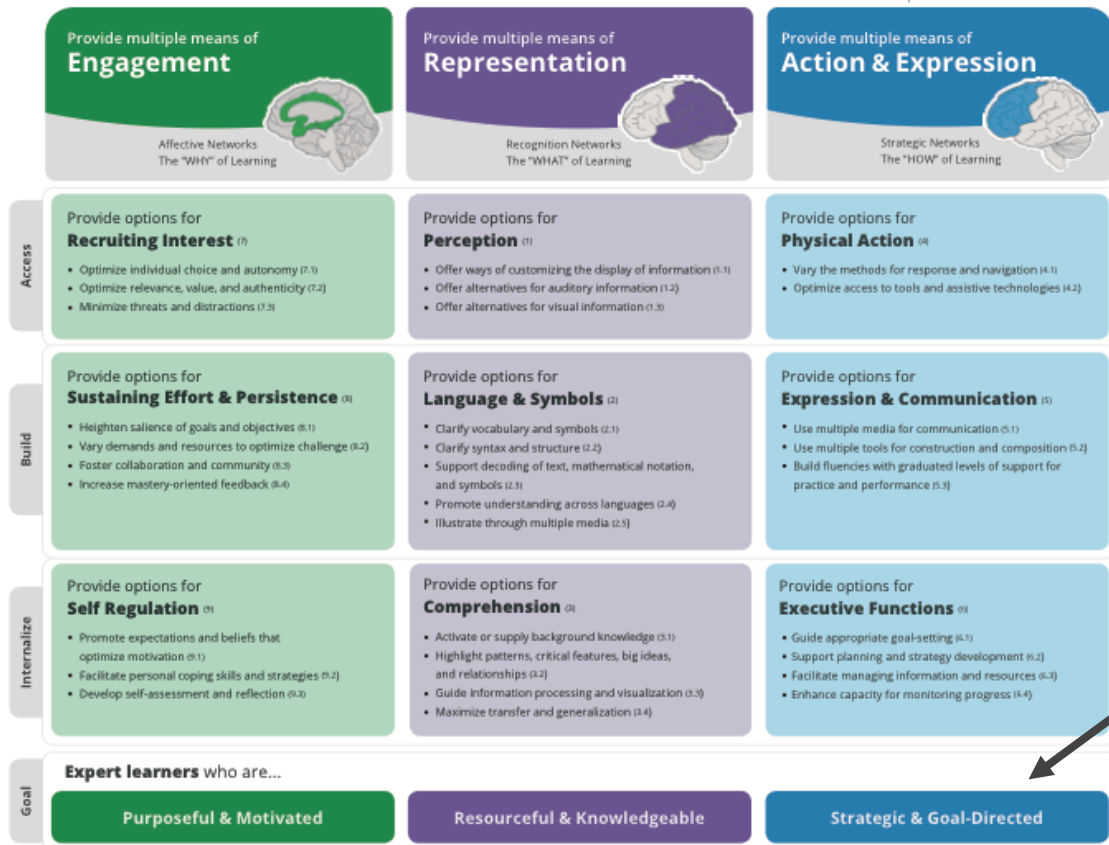 Provide multiple means of
Engagement
Affective Networks
The "WHY" of Learning
Provide multiple means of
Representation
Recognition Networks
The "WHAT" of Learning
Provide multiple means of
Action & Expression
Strategic Networks
The "HOW" of Learning
Access
Provide options for
Recruiting Interest (7)
• Optimize individual choice and autonomy (7.1)
• Optimize relevance, value, and authenticity (7.2)
• Minimize threats and distractions (7.3)
Provide options for
Perception (1)
• Offer ways of customizing the display of information (1.1)
• Offer alternatives for auditory information (1.2)
• Offer alternatives for visual information (1.3)
Provide options for
Physical Action (4)
• Vary the methods for response and navigation (4.1)
• Optimize access to tools and assistive technologies (4.2)
Build
Provide options for
Sustaining Effort & Persistence (8)
• Heighten salience of goals and objectives (8.1)
• Vary demands and resources to optimize challenge (8.2)
• Foster collaboration and community (8.3)
• Increase mastery-oriented feedback (8.4)
Provide options for
Language & Symbols (2)
• Clarify vocabulary and symbols (2.1)
• Clarify syntax and structure (2.2)
• Support decoding of text, mathematical notation,
and symbols (2.3)
• Promote understanding across languages (2.4)
• Illustrate through multiple media (2.5)
Provide options for
Expression & Communication (5)
• Use multiple media for communication (5.1)
• Use multiple tools for construction and composition (5.2)
• Build fluencies with graduated levels of support for
practice and performance (5.3)
Internalize
Provide options for
Self Regulation (9)
• Promote expectations and beliefs that
optimize motivation (9.1)
• Facilitate personal coping skills and strategies (9.2)
• Develop self-assessment and reflection (9.3)
Provide options for
Comprehension (3)
• Activate or supply background knowledge (3.1)
• Highlight patterns, critical features, big ideas,
and relationships (3.2)
• Guide information processing and visualization (3.3)
• Maximize transfer and generalization (3.4)
Provide options for
Executive Functions (6)
• Guide appropriate goal-setting (6.1)
• Support planning and strategy development (6.2)
• Facilitate managing information and resources (6.3)
• Enhance capacity for monitoring progress (6.4)
Goal
Expert learners who are...
Purposeful & Motivated
Resourceful & Knowledgeable
Strategic & Goal-Directed